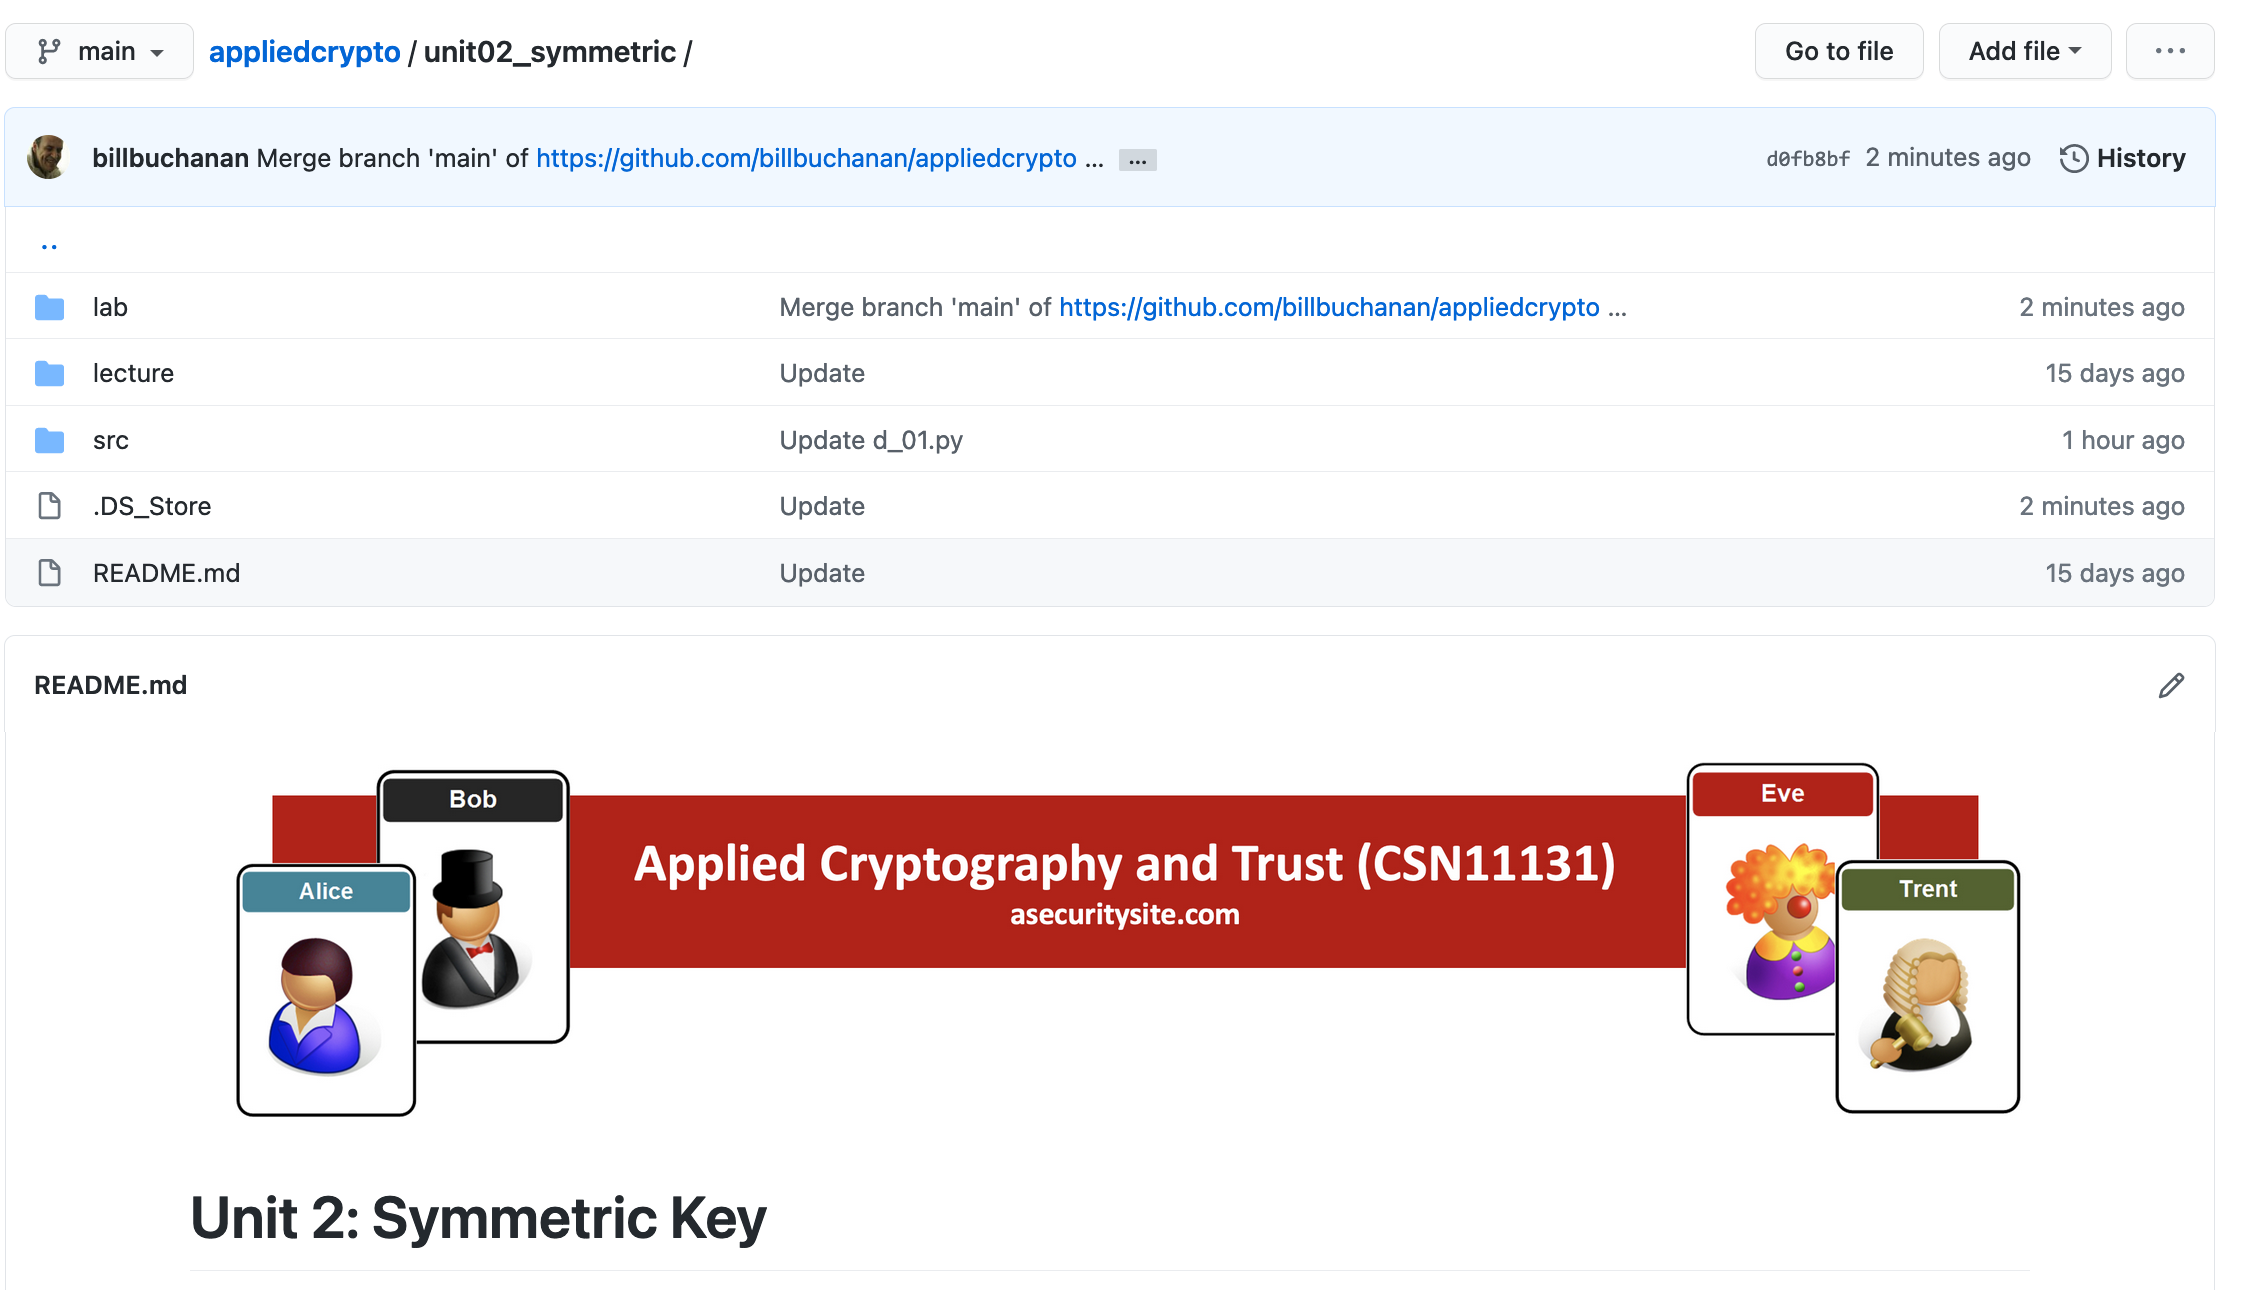 main appliedcrypto / unit02_symmetric / Go to file Add file ...
billbuchanan Merge branch 'main' of https://github.com/billbuchanan/appliedcrypto ... ... d0fb8bf 2 minutes ago History
..
lab Merge branch 'main' of https://github.com/billbuchanan/appliedcrypto ... 2 minutes ago
lecture Update 15 days ago
src Update d_01.py 1 hour ago
.DS_Store Update 2 minutes ago
README.md Update 15 days ago
README.md
Bob
Eve
Alice
Applied Cryptography and Trust (CSN11131)
Trent
asecuritysite.com
Unit 2: Symmetric Key